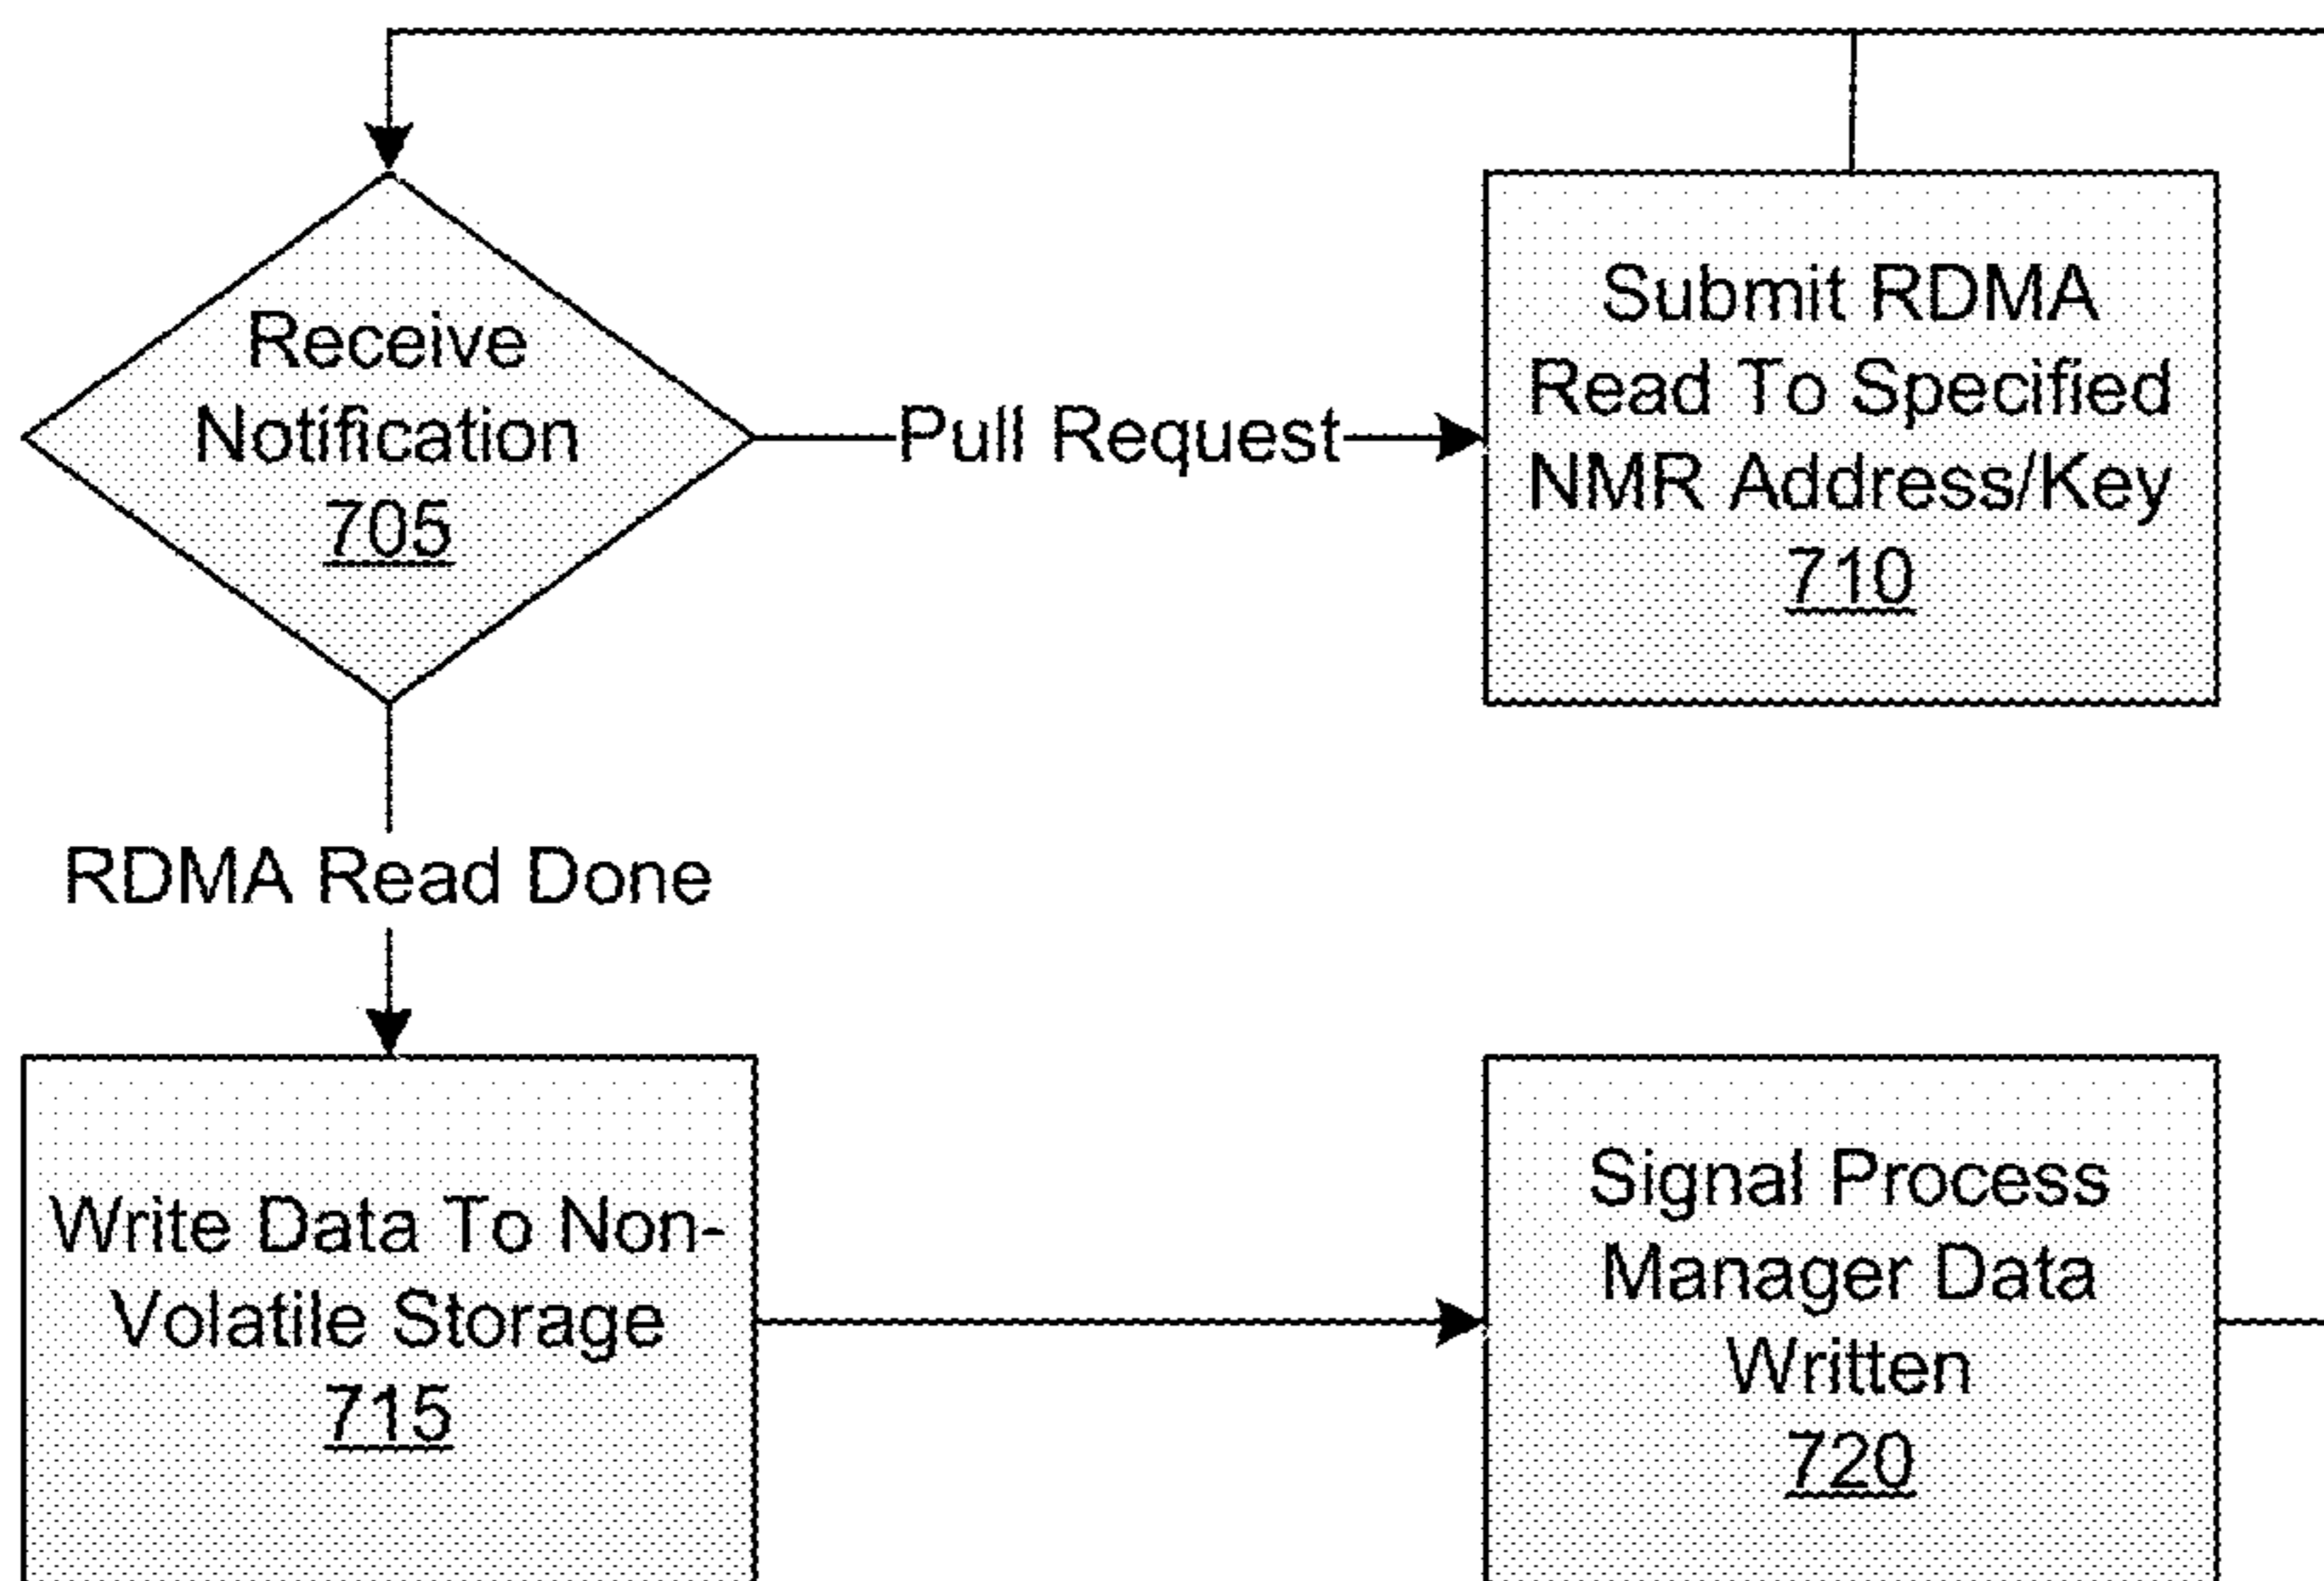 Receive
Notification
705
Pull Request
Submit RDMA
Read To Specified
NMR Address/Key
710
RDMA Read Done
Write Data To Non-
Volatile Storage
715
Signal Process
Manager Data
Written
720